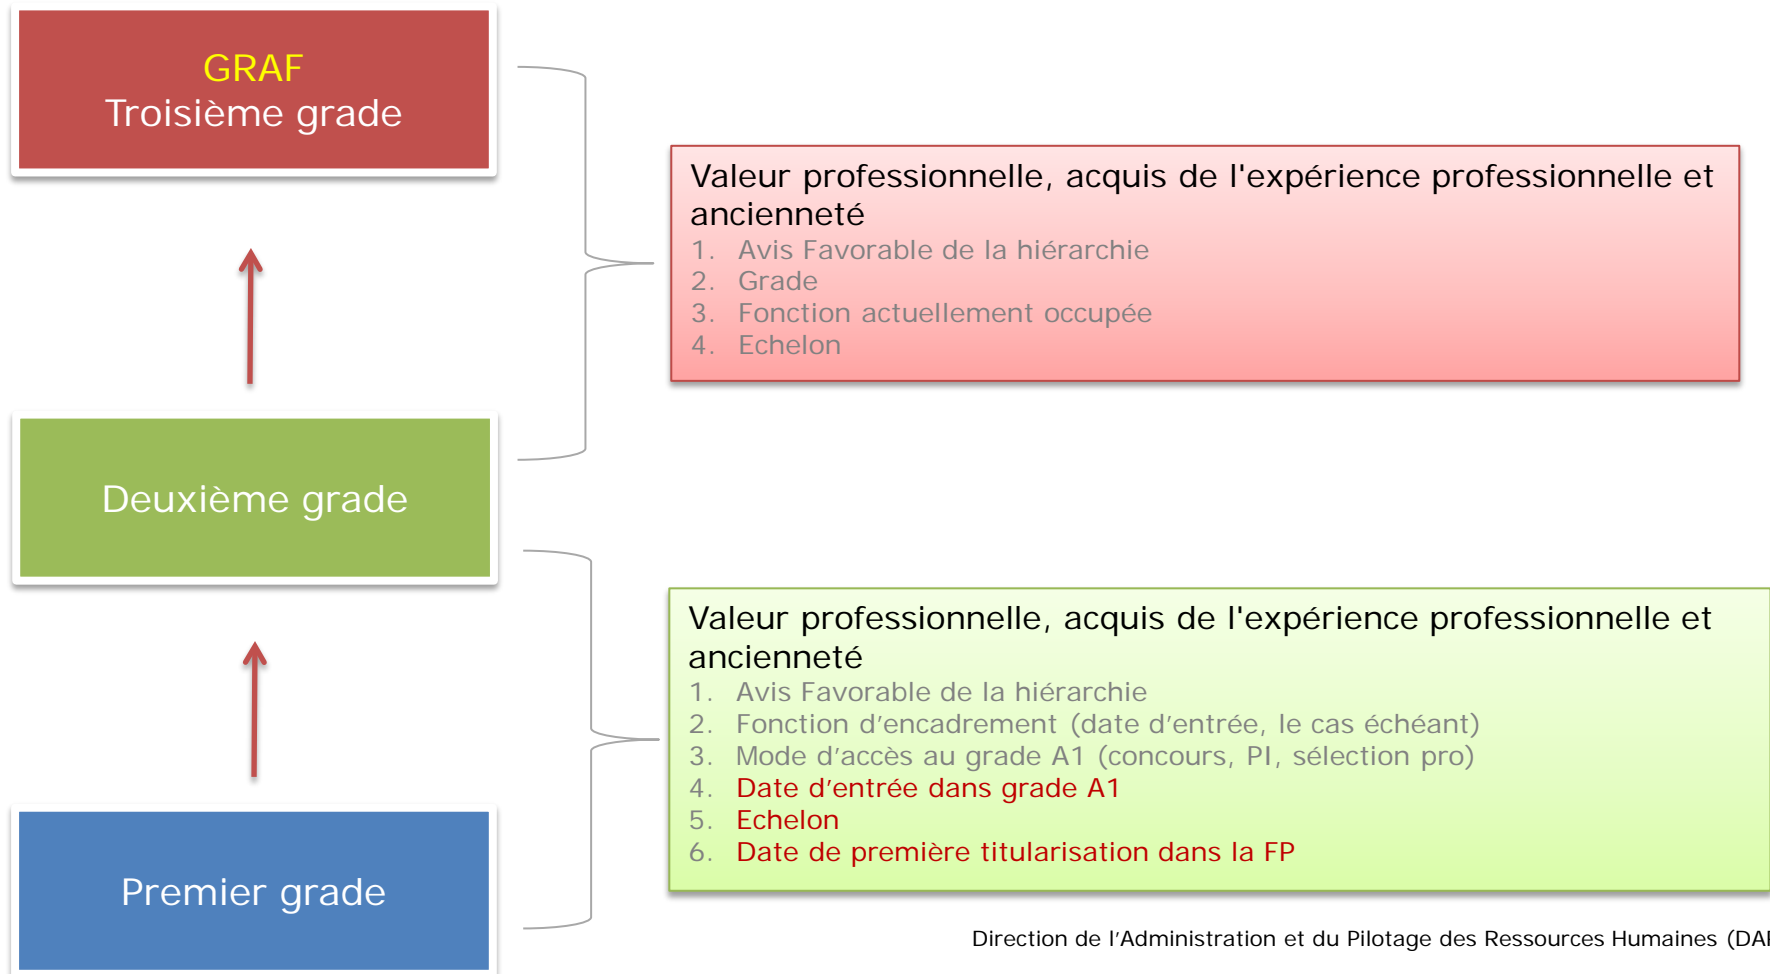 GRAF
Troisième grade
Valeur professionnelle, acquis de l'expérience professionnelle et
ancienneté
1. Avis Favorable de la hiérarchie
2. Grade
3. Fonction actuellement occupée
4. Echelon
Deuxième grade
Valeur professionnelle, acquis de l'expérience professionnelle et
ancienneté
1. Avis Favorable de la hiérarchie
2. Fonction d’encadrement (date d’entrée, le cas échéant)
3. Mode d’accès au grade A1 (concours, PI, sélection pro)
4. Date d’entrée dans grade A1
5. Echelon
6. Date de première titularisation dans la FP
Premier grade
Direction de l’Administration et du Pilotage des Ressources Humaines